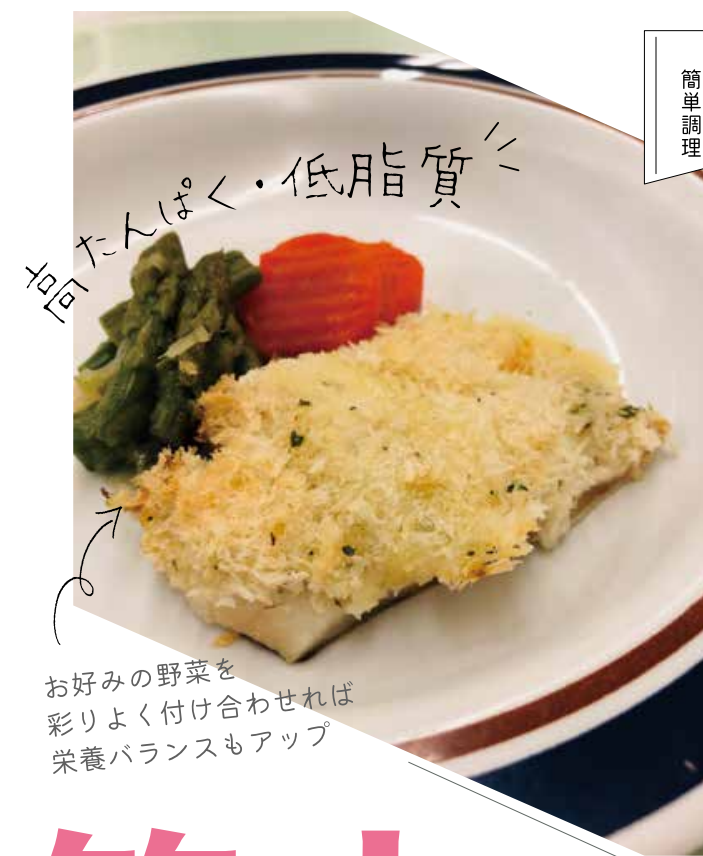 簡単調理
高たんぱく・低脂質
お好みの野菜を
彩りよく付け合わせれば
栄養バランスもアップ